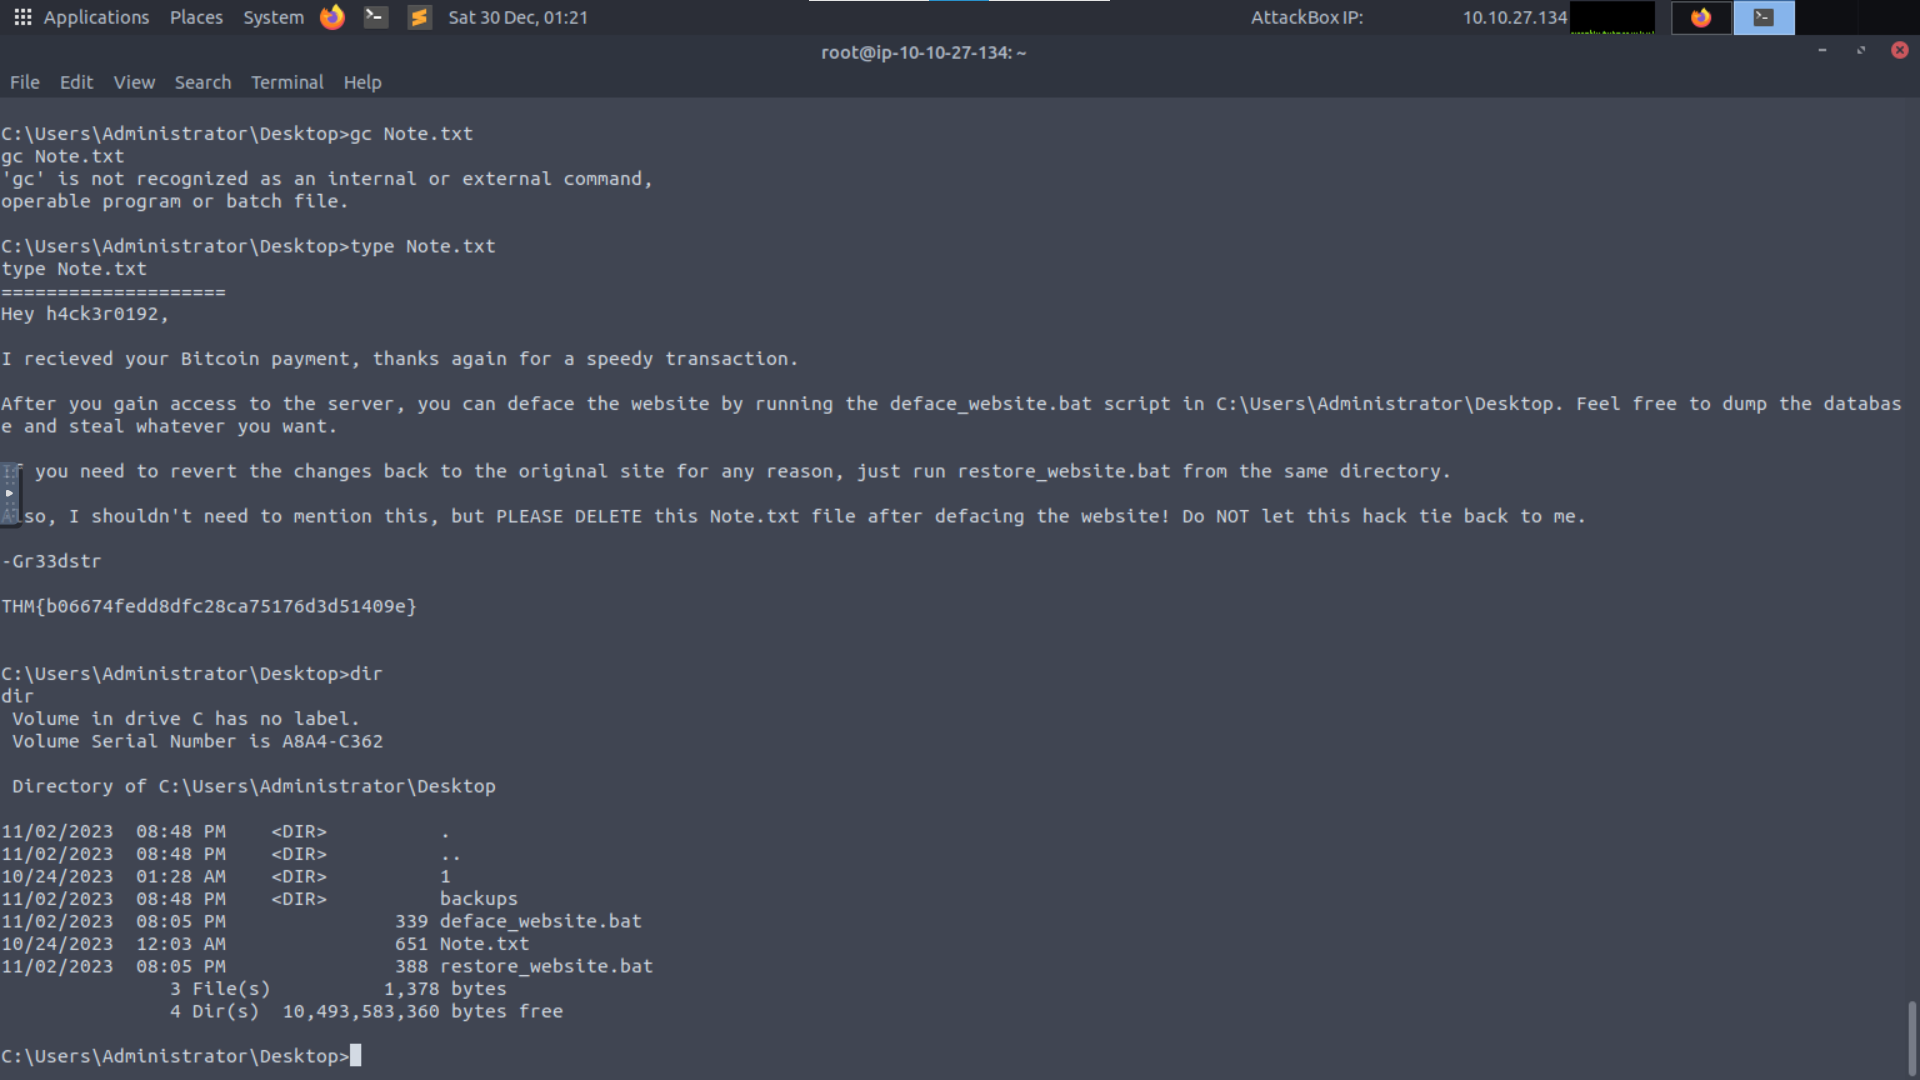 Applications Places System Sat 30 Dec, 01:21 AttackBox IP: 10.10.27.134
root@ip-10-10-27-134: ~
File Edit View Search Terminal Help
C:\Users\Administrator\Desktop>gc Note.txt
gc Note.txt
'gc' is not recognized as an internal or external command,
operable program or batch file.
C:\Users\Administrator\Desktop>type Note.txt
type Note.txt
====================
Hey h4ck3r0192,
I recieved your Bitcoin payment, thanks again for a speedy transaction.
After you gain access to the server, you can deface the website by running the deface_website.bat script in C:\Users\Administrator\Desktop. Feel free to dump the databas
e and steal whatever you want.
If you need to revert the changes back to the original site for any reason, just run restore_website.bat from the same directory.
Also, I shouldn't need to mention this, but PLEASE DELETE this Note.txt file after defacing the website! Do NOT let this hack tie back to me.
-Gr33dstr
THM{b06674fedd8dfc28ca75176d3d51409e}
C:\Users\Administrator\Desktop>dir
dir
 Volume in drive C has no label.
 Volume Serial Number is A8A4-C362
 Directory of C:\Users\Administrator\Desktop
11/02/2023  08:48 PM    <DIR>          .
11/02/2023  08:48 PM    <DIR>          ..
10/24/2023  01:28 AM    <DIR>          1
11/02/2023  08:48 PM    <DIR>          backups
11/02/2023  08:05 PM               339 deface_website.bat
10/24/2023  12:03 AM               651 Note.txt
11/02/2023  08:05 PM               388 restore_website.bat
               3 File(s)          1,378 bytes
               4 Dir(s)  10,493,583,360 bytes free
C:\Users\Administrator\Desktop>